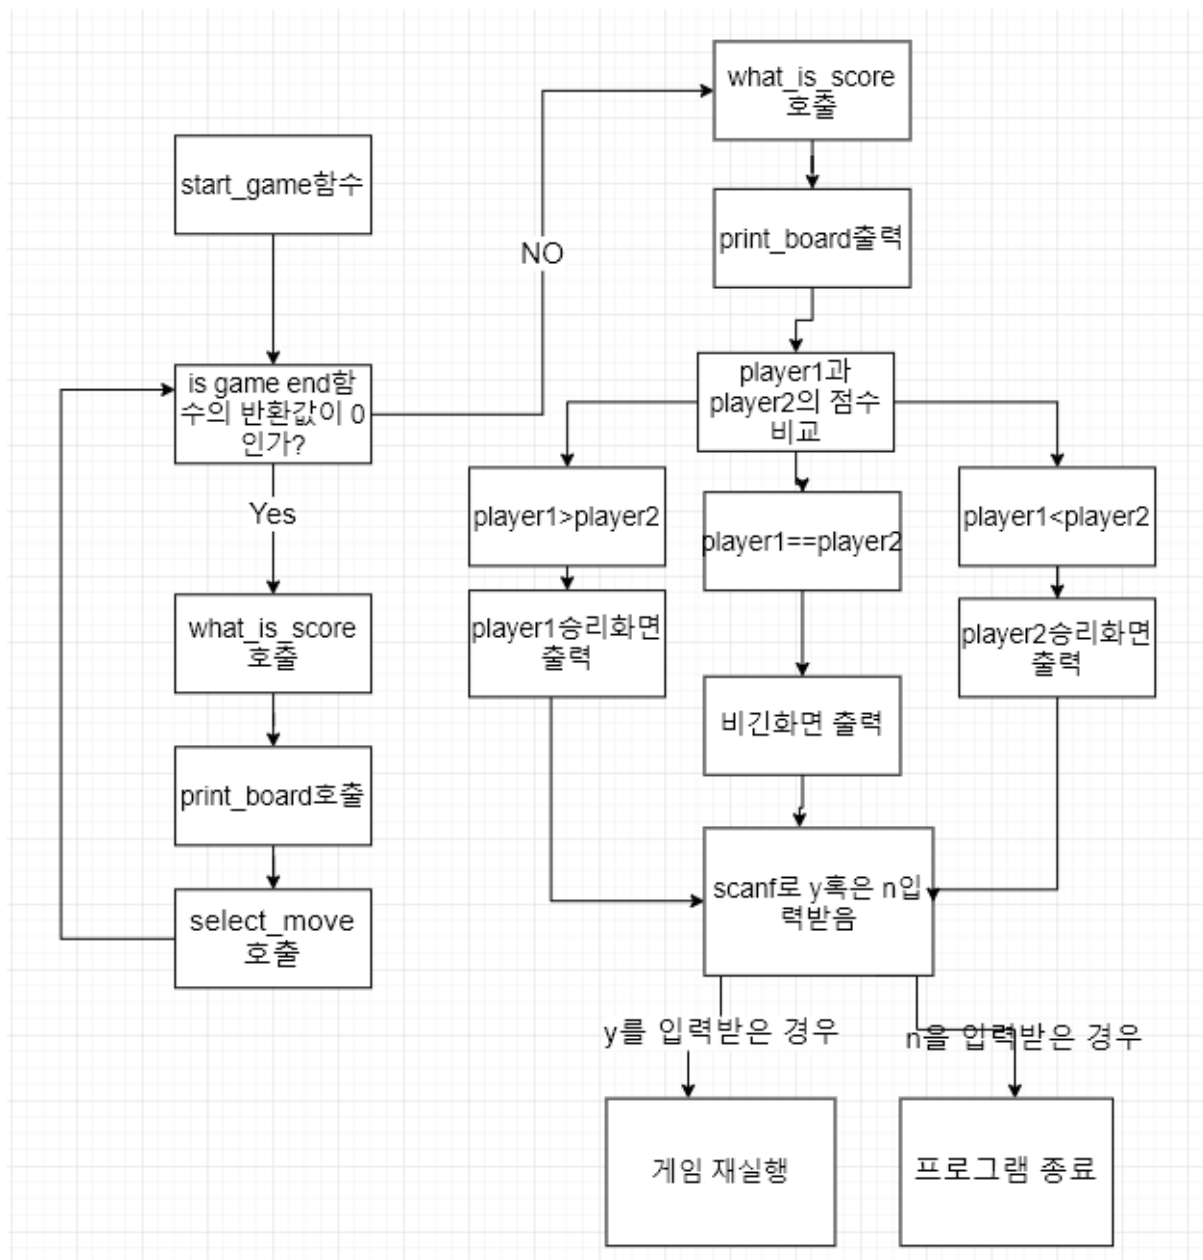 start_game함수
is game end함
수의 반환값이 0
인가?
Yes
what_is_score
호출
print_board호출
select_move
호출
NO
what_is_score
호출
print_board출력
player1과
player2의 점수
비교
player1>player2
player1==player2
player1<player2
player1승리화면
출력
비긴화면 출력
player2승리화면
출력
scanf로 y혹은 n입
력받음
y를 입력받은 경우
n을 입력받은 경우
게임 재실행
프로그램 종료